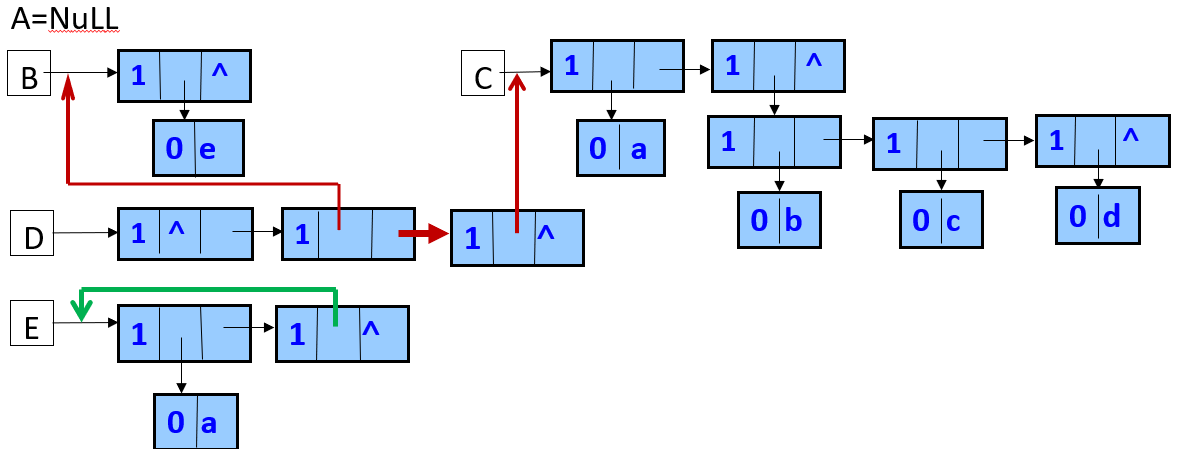 A=NuLL
B 1 ^
0 e
C 1 1 ^
0 a 1 1 1 ^
0 b 0 c 0 d
D 1 ^ 1 1 ^
E 1 1 ^
0 a